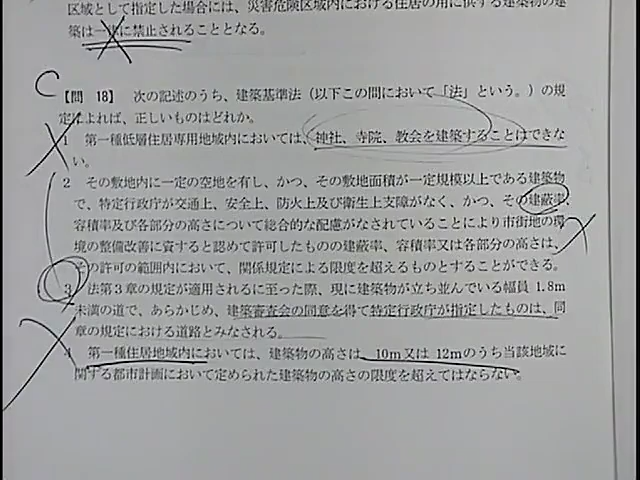 区域として指定した場合には、災害危険区域内における住居の用に供する建築物の建
築は一律に禁止されることとなる。
C
【問 18】 次の記述のうち、建築基準法（以下この問において「法」という。）の規
定によれば、正しいものはどれか。
1 第一種低層住居専用地域内においては、神社、寺院、教会を建築することはできな
い。
2 その敷地内に一定の空地を有し、かつ、その敷地面積が一定規模以上である建築物
で、特定行政庁が交通上、安全上、防火上及び衛生上支障がなく、かつ、その建蔽率、
容積率及び各部分の高さについて総合的な配慮がなされていることにより市街地の環
境の整備改善に資すると認めて許可したものの建蔽率、容積率又は各部分の高さは、
その許可の範囲内において、関係規定による限度を超えるものとすることができる。
3 法第3章の規定が適用されるに至った際、現に建築物が立ち並んでいる幅員 1.8m
未満の道で、あらかじめ、建築審査会の同意を得て特定行政庁が指定したものは、同
章の規定における道路とみなされる。
4 第一種住居地域内においては、建築物の高さは、10m又は 12mのうち当該地域に
関する都市計画において定められた建築物の高さの限度を超えてはならない。